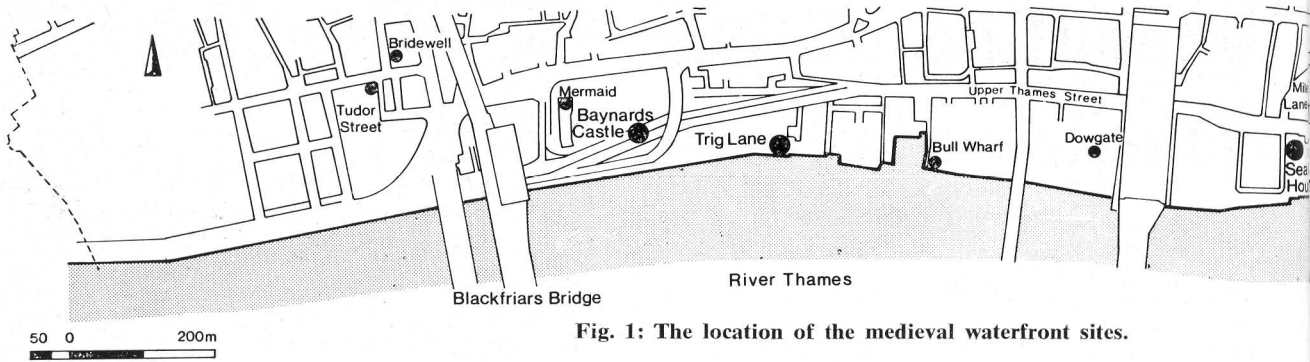 Bridewell
Tudor
Street
Mermaid
Baynards
Castle
Trig Lane
Upper Thames Street
Bull Wharf
Dowgate
Lane
River Thames
Blackfriars Bridge
50 0 200m
Fig. 1: The location of the medieval waterfront sites.